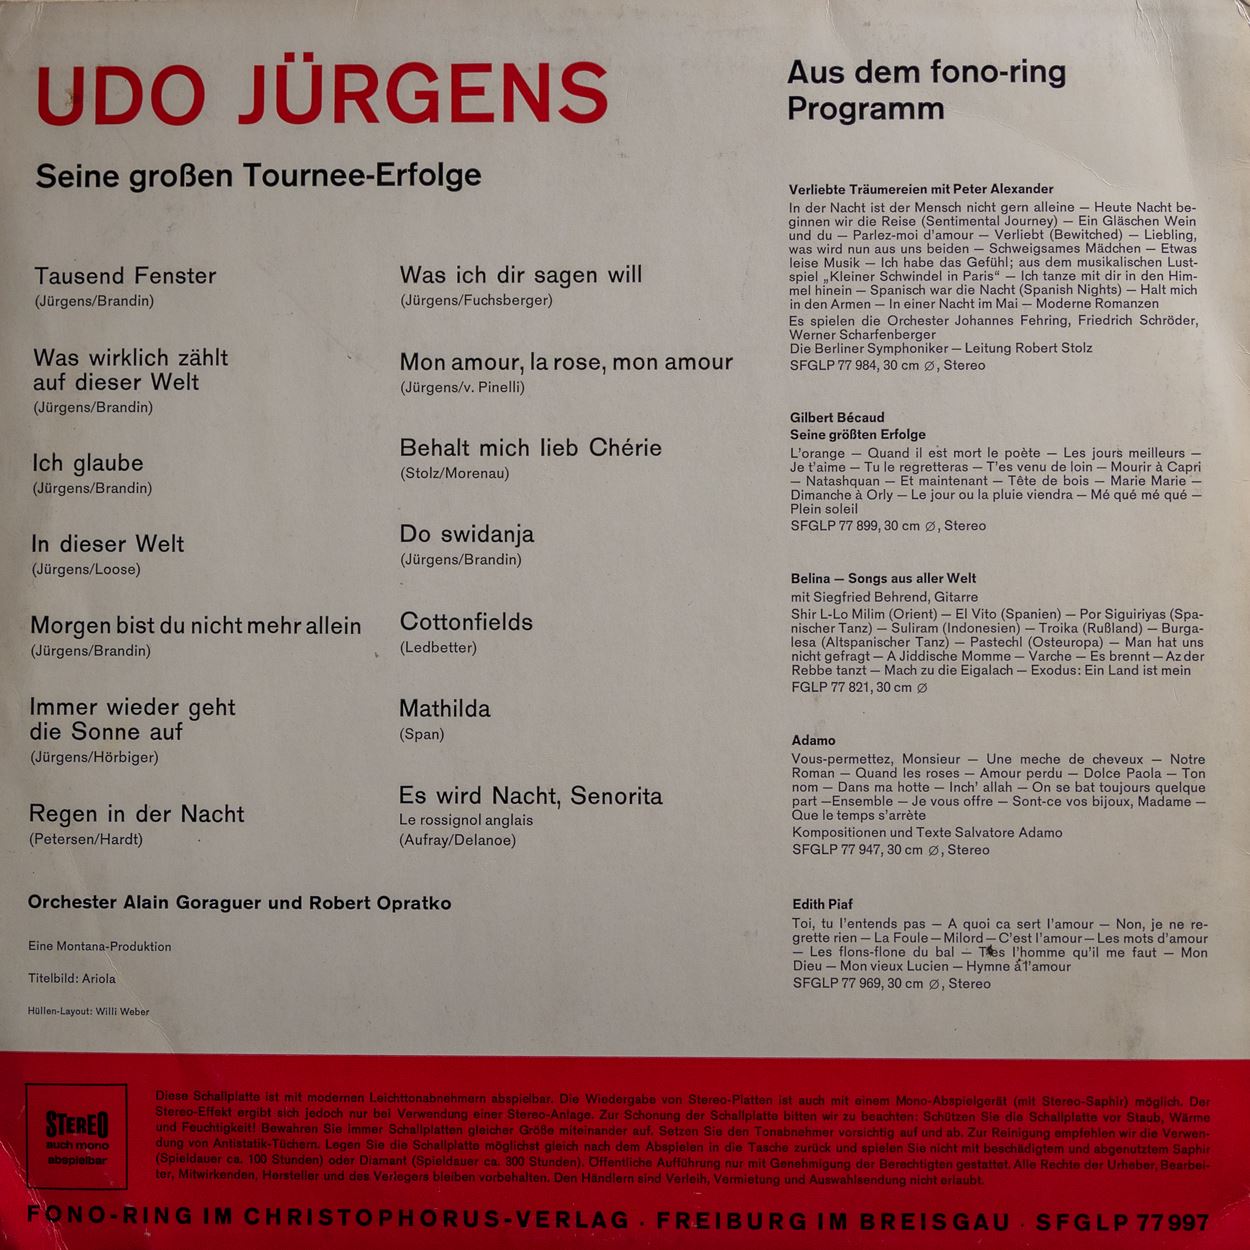 UDO JÜRGENS
Seine großen Tournee-Erfolge
Tausend Fenster
(Jürgens/Brandin)
Was wirklich zählt
auf dieser Welt
(Jürgens/Brandin)
Ich glaube
(Jürgens/Brandin)
In dieser Welt
(Jürgens/Loose)
Morgen bist du nicht mehr allein
(Jürgens/Brandin)
Immer wieder geht
die Sonne auf
(Jürgens/Hörbiger)
Regen in der Nacht
(Petersen/Hardt)
Was ich dir sagen will
(Jürgens/Fuchsberger)
Mon amour, la rose, mon amour
(Jürgens/v. Pinelli)
Behalt mich lieb Chérie
(Stolz/Morenau)
Do swidanja
(Jürgens/Brandin)
Cottonfields
(Ledbetter)
Mathilda
(Span)
Es wird Nacht, Senorita
Le rossignol anglais
(Aufray/Delanoe)
Orchester Alain Goraguer und Robert Opratko
Eine Montana-Produktion
Titelbild: Ariola
Hüllen-Layout: Willi Weber
Aus dem fono-ring
Programm
Verliebte Träumereien mit Peter Alexander
In der Nacht ist der Mensch nicht gern alleine — Heute Nacht be-
ginnen wir die Reise (Sentimental Journey) — Ein Gläschen Wein
und du — Parlez-moi d'amour — Verliebt (Bewitched) — Liebling,
was wird nun aus uns beiden — Schweigsames Mädchen — Etwas
leise Musik — Ich habe das Gefühl; aus dem musikalischen Lust-
spiel „Kleiner Schwindel in Paris“ — Ich tanze mit dir in den Him-
mel hinein — Spanisch war die Nacht (Spanish Nights) — Halt mich
in den Armen — In einer Nacht im Mai — Moderne Romanzen
Es spielen die Orchester Johannes Fehring, Friedrich Schröder,
Werner Scharfenberger
Die Berliner Symphoniker — Leitung Robert Stolz
SFGLP 77 984, 30 cm ∅, Stereo
Gilbert Bécaud
Seine größten Erfolge
L'orange — Quand il est mort le poète — Les jours meilleurs —
Je t'aime — Tu le regretteras — T'es venu de loin — Mourir à Capri
— Natashquan — Et maintenant — Tête de bois — Marie Marie —
Dimanche à Orly — Le jour ou la pluie viendra — Mé qué mé qué —
Plein soleil
SFGLP 77 899, 30 cm ∅, Stereo
Belina — Songs aus aller Welt
mit Siegfried Behrend, Gitarre
Shir L-Lo Milim (Orient) — El Vito (Spanien) — Por Siguiriyas (Spa-
nischer Tanz) — Suliram (Indonesien) — Troika (Rußland) — Burga-
lesa (Altspanischer Tanz) — Pastechl (Osteuropa) — Man hat uns
nicht gefragt — A Jiddische Momme — Varche — Es brennt — Az der
Rebbe tanzt — Mach zu die Eigalach — Exodus: Ein Land ist mein
FGLP 77 821, 30 cm ∅
Adamo
Vous-permettez, Monsieur — Une meche de cheveux — Notre
Roman — Quand les roses — Amour perdu — Dolce Paola — Ton
nom — Dans ma hotte — Inch' allah — On se bat toujours quelque
part —Ensemble — Je vous offre — Sont-ce vos bijoux, Madame —
Que le temps s'arrète
Kompositionen und Texte Salvatore Adamo
SFGLP 77 947, 30 cm ∅, Stereo
Edith Piaf
Toi, tu l'entends pas — A quoi ca sert l'amour — Non, je ne re-
grette rien — La Foule — Milord — C'est l'amour — Les mots d'amour
— Les flons-flone du bal — T'es l'homme qu'il me faut — Mon
Dieu — Mon vieux Lucien — Hymne à l'amour
SFGLP 77 969, 30 cm ∅, Stereo
STEREO
auch mono
abspielbar
Diese Schallplatte ist mit modernen Leichttonabnehmern abspielbar. Die Wiedergabe von Stereo-Platten ist auch mit einem Mono-Abspielgerät (mit Stereo-Saphir) möglich. Der
Stereo-Effekt ergibt sich jedoch nur bei Verwendung einer Stereo-Anlage. Zur Schonung der Schallplatte bitten wir zu beachten: Schützen Sie die Schallplatte vor Staub, Wärme
und Feuchtigkeit! Bewahren Sie immer Schallplatten gleicher Größe miteinander auf. Setzen Sie den Tonabnehmer vorsichtig auf und ab. Zur Reinigung empfehlen wir die Verwen-
dung von Antistatik-Tüchern. Legen Sie die Schallplatte möglichst gleich nach dem Abspielen in die Tasche zurück und spielen Sie nicht mit beschädigtem und abgenutztem Saphir
(Spieldauer ca. 100 Stunden) oder Diamant (Spieldauer ca. 300 Stunden). Öffentliche Aufführung nur mit Genehmigung der Berechtigten gestattet. Alle Rechte der Urheber, Bearbei-
ter, Mitwirkenden, Hersteller und des Verlegers bleiben vorbehalten. Den Händlern sind Verleih, Vermietung und Auswahlsendung nicht erlaubt.
FONO-RING IM CHRISTOPHORUS-VERLAG · FREIBURG IM BREISGAU · SFGLP 77997